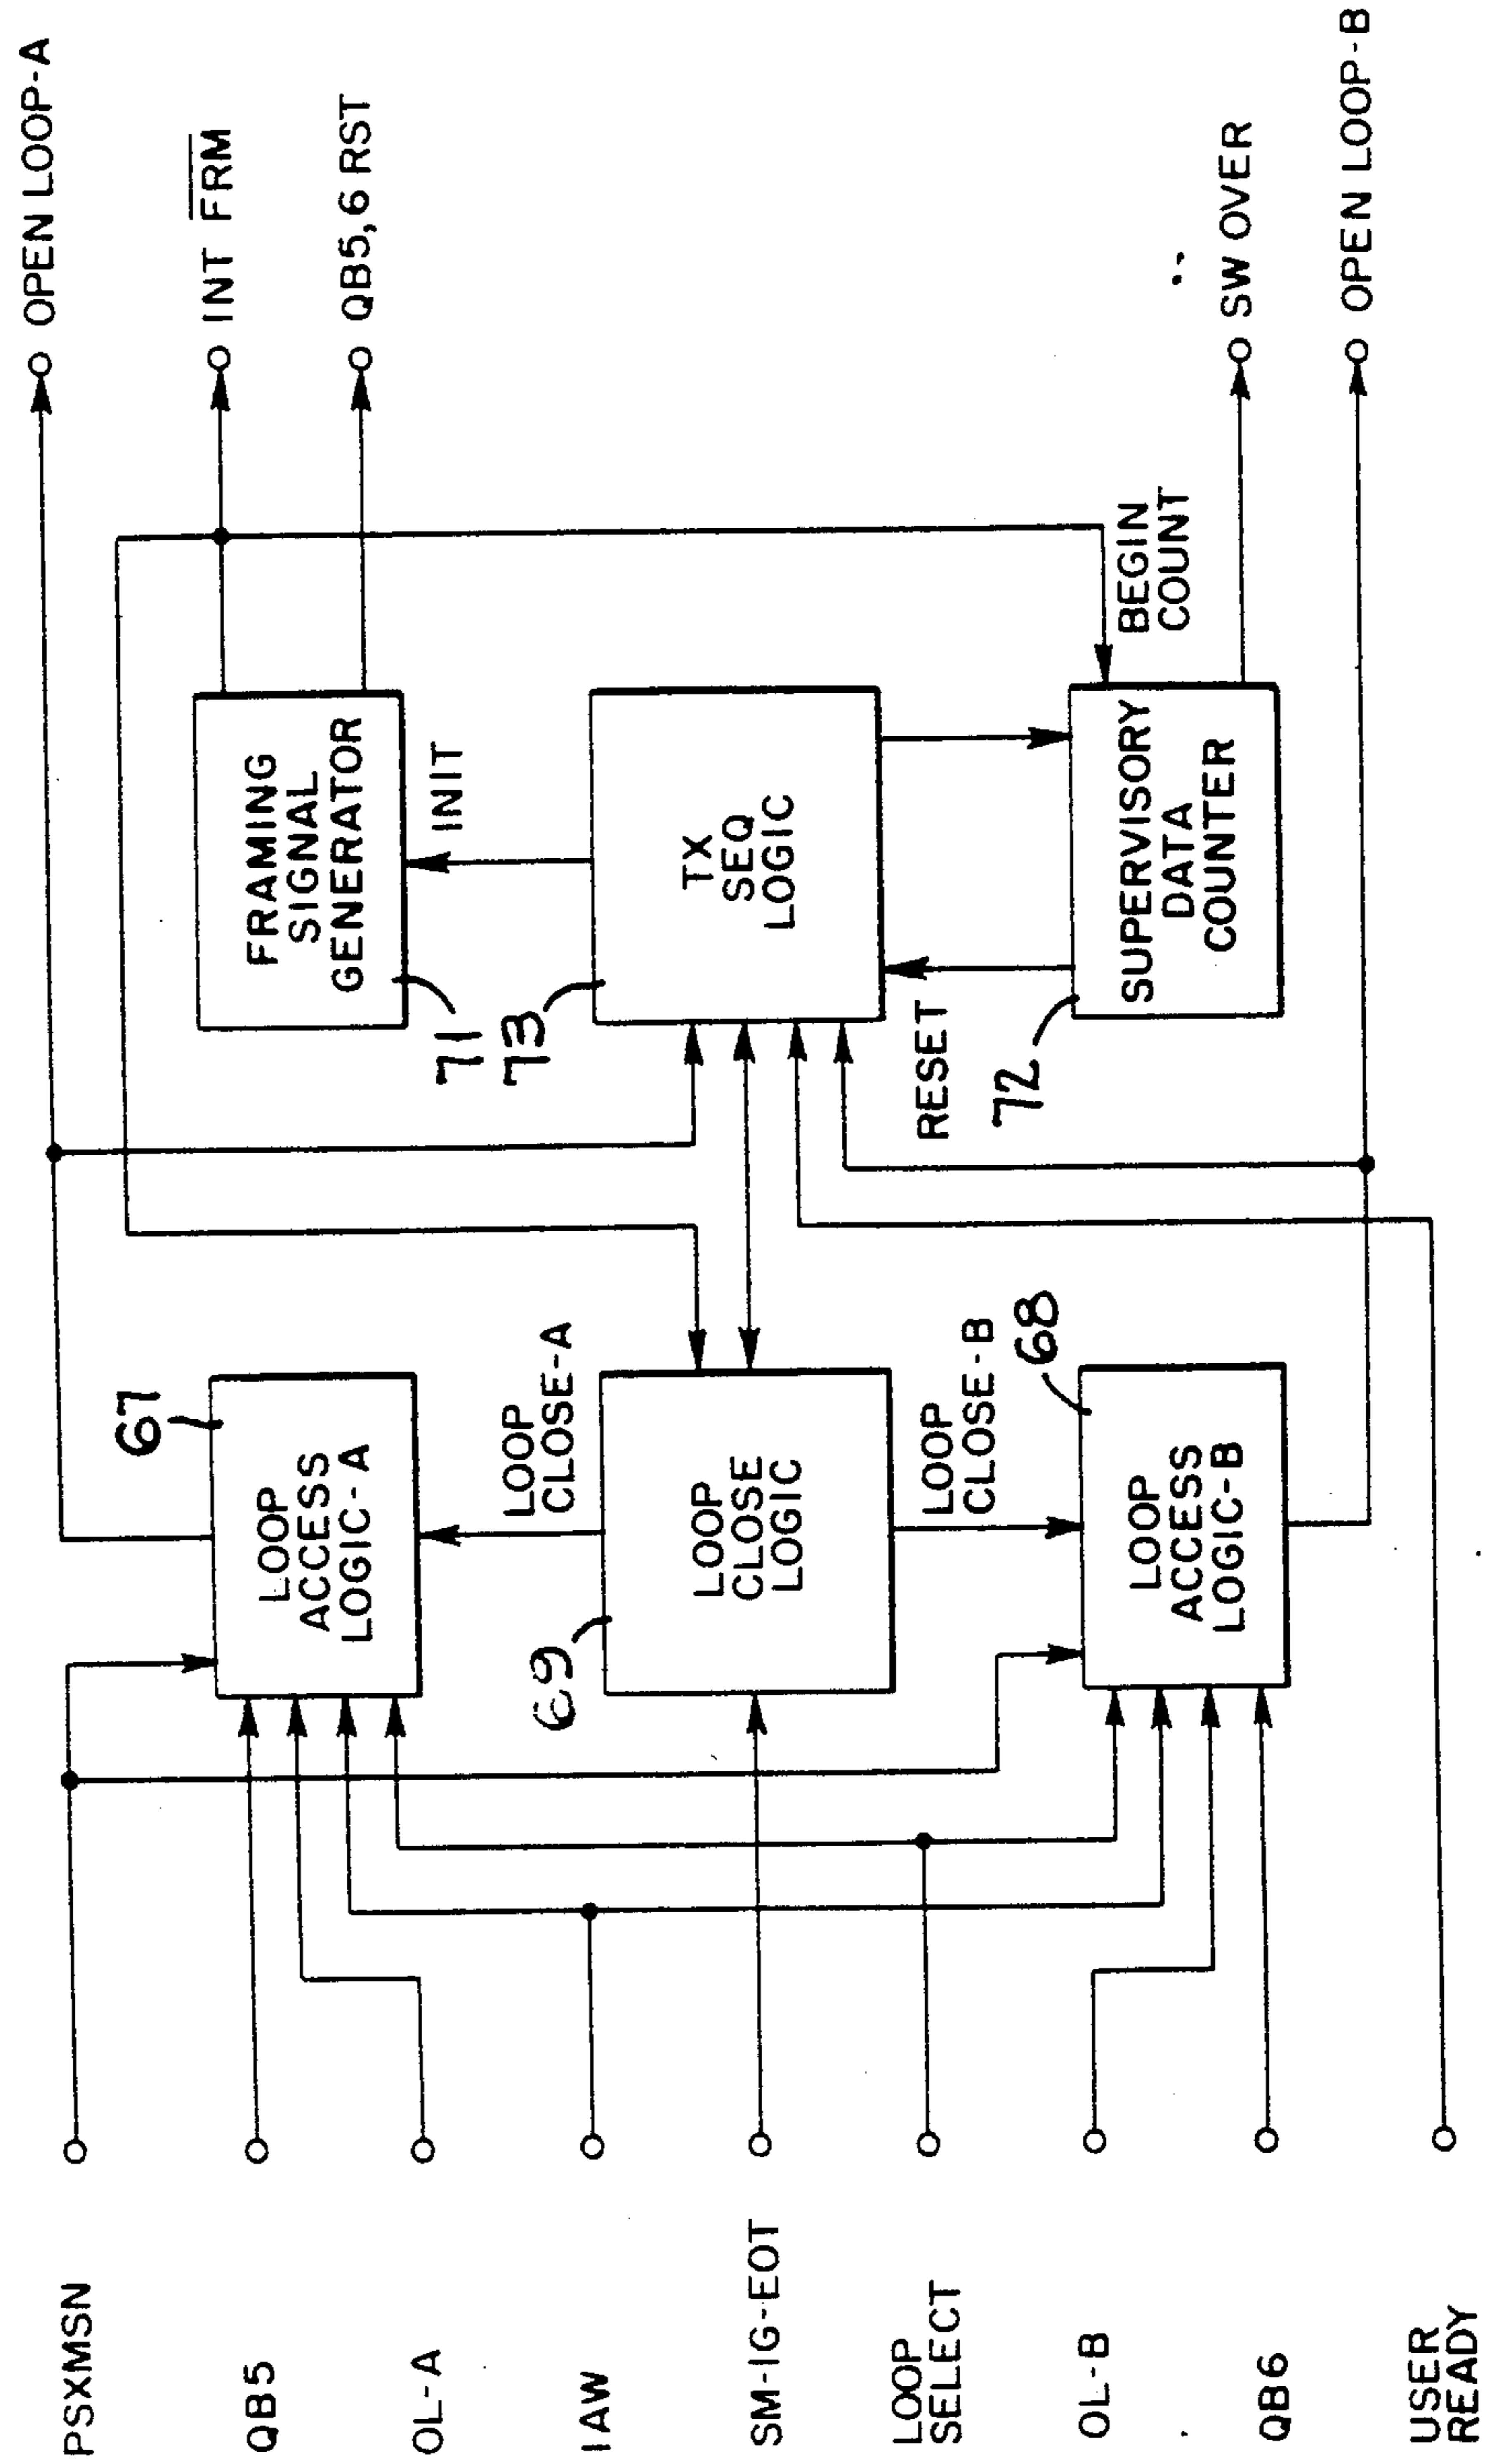 PSXMSN
QB5
OL-A
IAW
SM-IG-EOT
LOOP
SELECT
OL-B
QB6
USER
READY
67
LOOP
ACCESS
LOGIC-A
LOOP
CLOSE-A
69
LOOP
CLOSE
LOGIC
LOOP
CLOSE-B
68
LOOP
ACCESS
LOGIC-B
FRAMING
SIGNAL
GENERATOR
71
INIT
73
TX
SEQ
LOGIC
RESET
72
SUPERVISORY
DATA
COUNTER
BEGIN
COUNT
OPEN LOOP-A
INT F̅R̅M̅
QB5,6 RST
SW OVER
OPEN LOOP-B